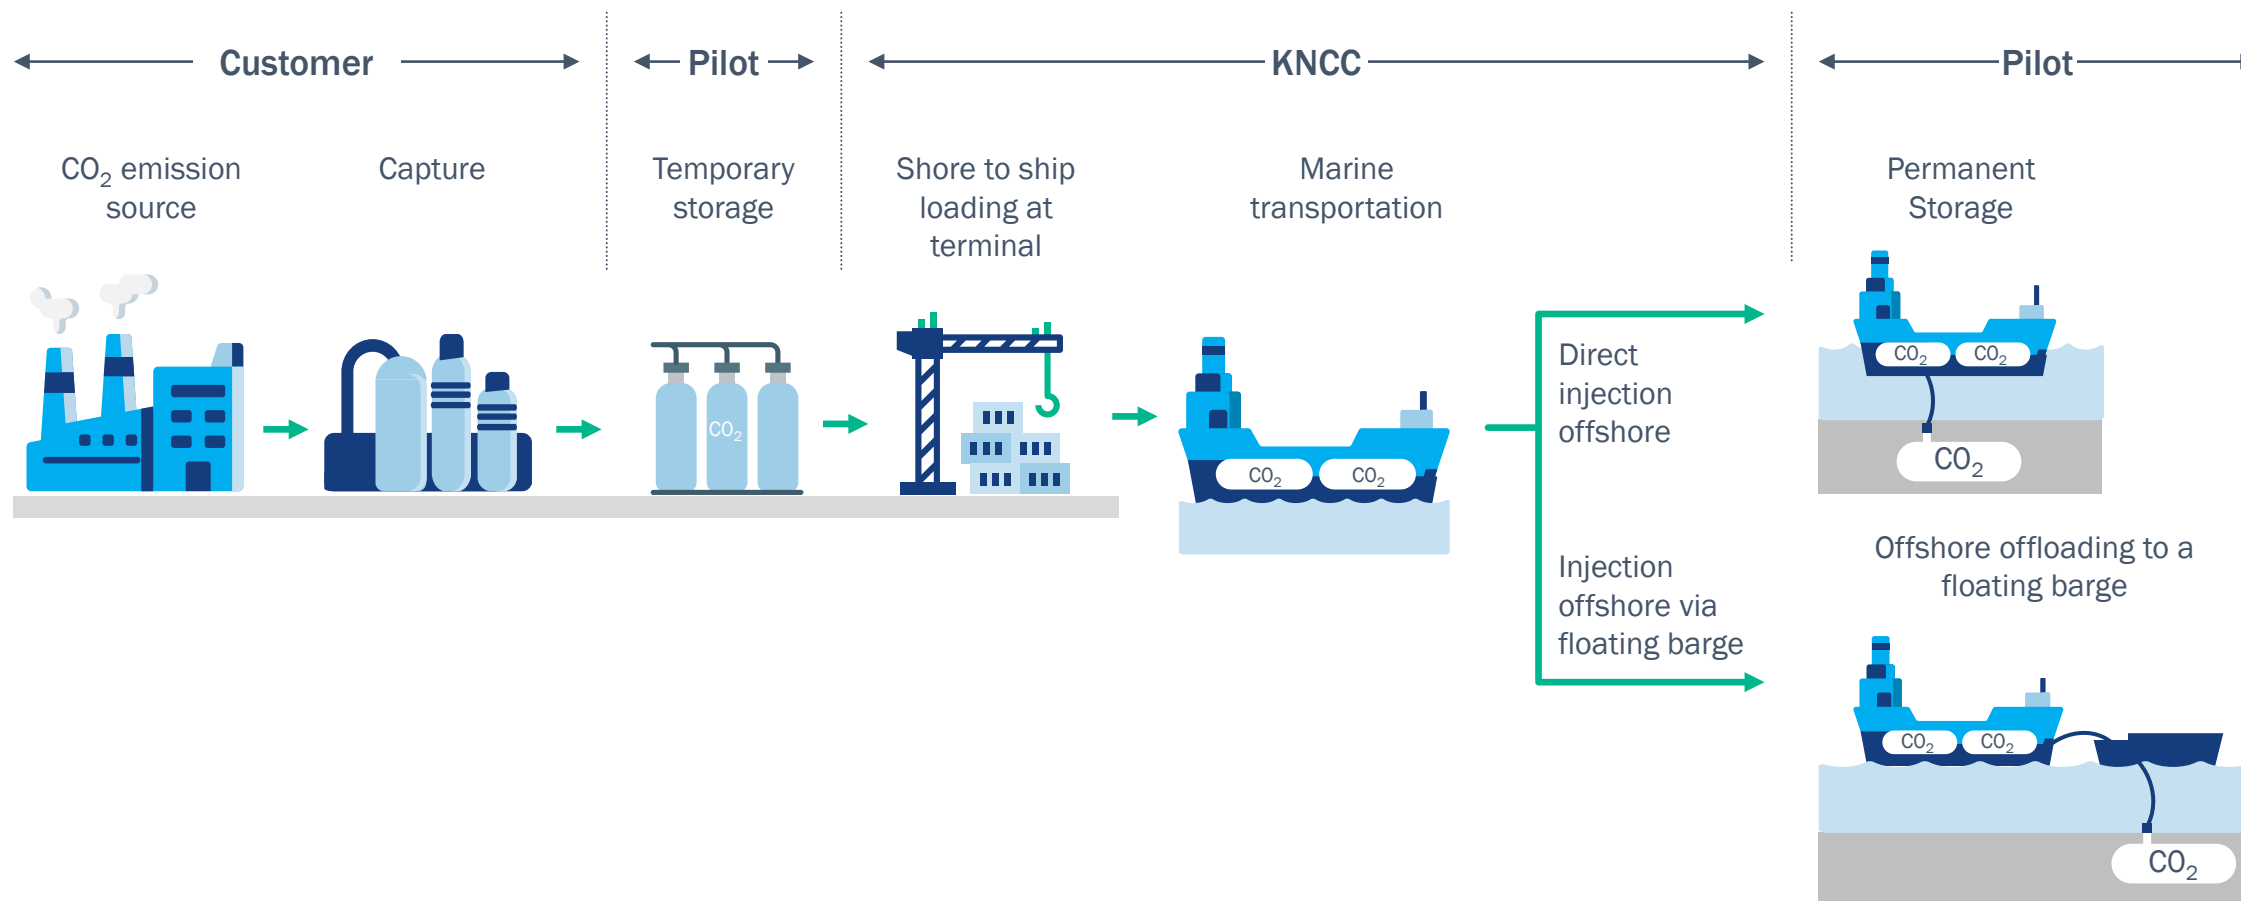 Customer
Pilot
KNCC
Pilot
CO₂ emission
source
Capture
Temporary
storage
Shore to ship
loading at
terminal
Marine
transportation
Permanent
Storage
CO₂
CO₂
CO₂
Direct
injection
offshore
CO₂
CO₂
CO₂
Injection
offshore via
floating barge
CO₂
Offshore offloading to a
floating barge
CO₂
CO₂
CO₂